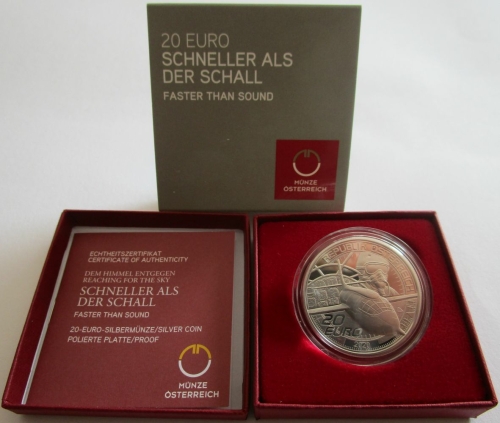 20 EURO
SCHNELLER ALS
DER SCHALL
FASTER THAN SOUND
MÜNZE
ÖSTERREICH
ECHTHEITSZERTIFIKAT
CERTIFICATE OF AUTHENTICITY
DEM HIMMEL ENTGEGEN
REACHING FOR THE SKY
SCHNELLER ALS
DER SCHALL
FASTER THAN SOUND
20-EURO-SILBERMÜNZE/SILVER COIN
POLIERTE PLATTE/PROOF
MÜNZE
ÖSTERREICH
REPUBLIK ÖSTERREICH
20
EURO